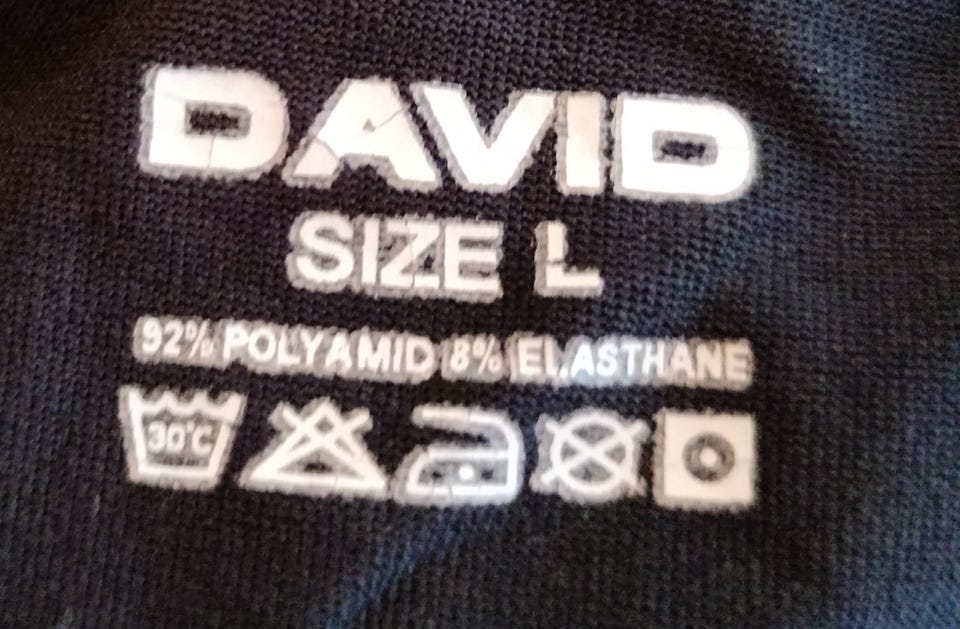 DAVID
SIZE L
92% POLYAMID 8% ELASTHANE
30°C